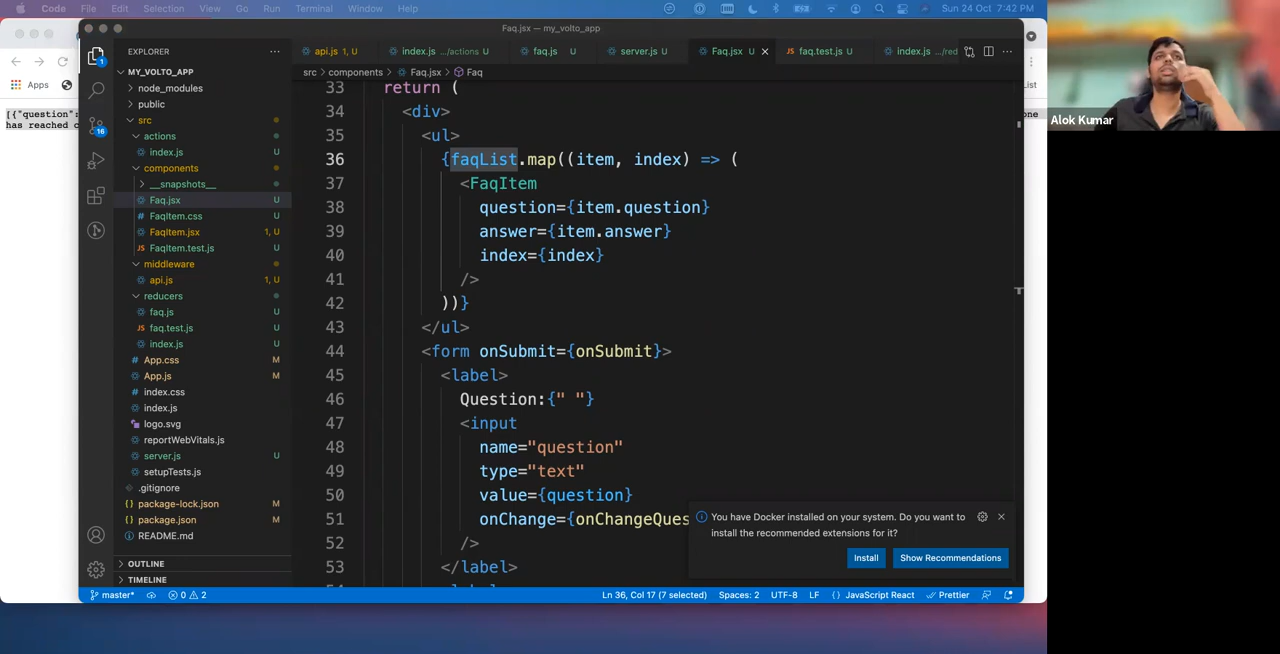 Code File Edit Selection View Go Run Terminal Window Help Sun 24 Oct 7:42 PM
Faq.jsx — my_volto_app
EXPLORER
api.js 1, U index.js .../actions U faq.js U server.js U Faq.jsx U faq.test.js U index.js .../red
src > components > Faq.jsx > Faq
Apps
[{"question":
has reached c
one
List
MY_VOLTO_APP
node_modules
public
src
actions
index.js U
components
__snapshots__
Faq.jsx U
FaqItem.css U
FaqItem.jsx 1, U
FaqItem.test.js U
middleware
api.js 1, U
reducers
faq.js U
faq.test.js U
index.js U
App.css M
App.js M
index.css
index.js
logo.svg
reportWebVitals.js
server.js U
setupTests.js
.gitignore
package-lock.json M
package.json M
README.md
OUTLINE
TIMELINE
1
16
33 return (
34 <div>
35 <ul>
36 {faqList.map((item, index) => (
37 <FaqItem
38 question={item.question}
39 answer={item.answer}
40 index={index}
41 />
42 ))}
43 </ul>
44 <form onSubmit={onSubmit}>
45 <label>
46 Question:{" "}
47 <input
48 name="question"
49 type="text"
50 value={question}
51 onChange={onChangeQues
52 />
53 </label>
You have Docker installed on your system. Do you want to
install the recommended extensions for it?
Install Show Recommendations
master* 0 2 Ln 36, Col 17 (7 selected) Spaces: 2 UTF-8 LF {} JavaScript React Prettier
Alok Kumar